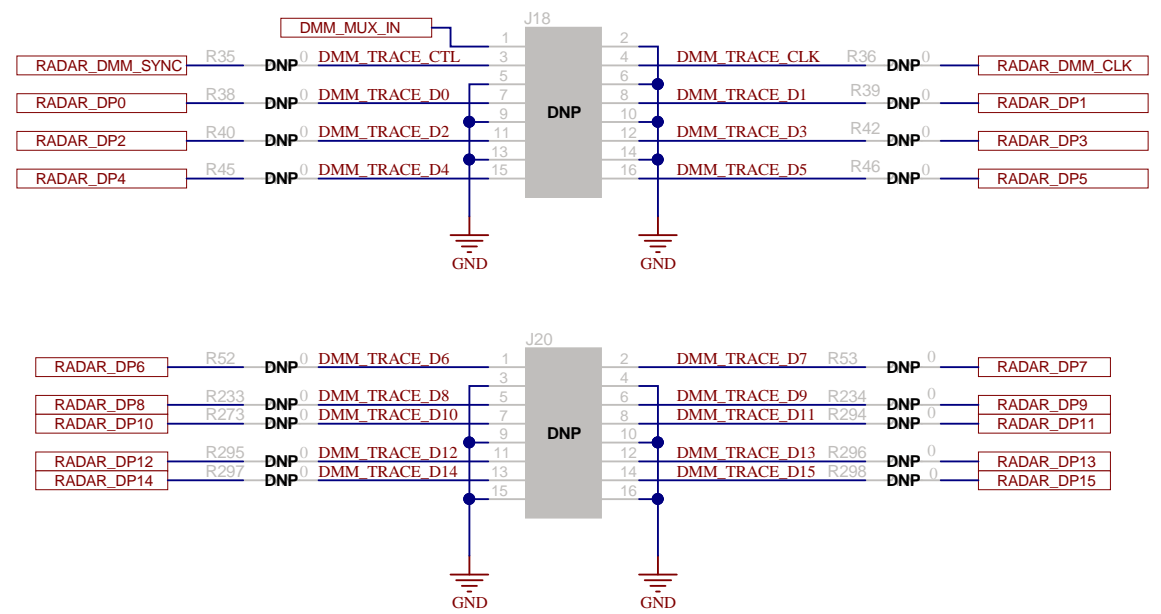 J18
DMM_MUX_IN
1 2
RADAR_DMM_SYNC R35 DNP 0 DMM_TRACE_CTL 3 4 DMM_TRACE_CLK R36 DNP 0 RADAR_DMM_CLK
5 6
RADAR_DP0 R38 DNP 0 DMM_TRACE_D0 7 8 DMM_TRACE_D1 R39 DNP 0 RADAR_DP1
DNP
9 10
RADAR_DP2 R40 DNP 0 DMM_TRACE_D2 11 12 DMM_TRACE_D3 R42 DNP 0 RADAR_DP3
13 14
RADAR_DP4 R45 DNP 0 DMM_TRACE_D4 15 16 DMM_TRACE_D5 R46 DNP 0 RADAR_DP5
GND GND
J20
RADAR_DP6 R52 DNP 0 DMM_TRACE_D6 1 2 DMM_TRACE_D7 R53 DNP 0 RADAR_DP7
3 4
RADAR_DP8 R233 DNP 0 DMM_TRACE_D8 5 6 DMM_TRACE_D9 R234 DNP 0 RADAR_DP9
RADAR_DP10 R273 DNP 0 DMM_TRACE_D10 7 8 DMM_TRACE_D11 R294 DNP 0 RADAR_DP11
DNP
9 10
RADAR_DP12 R295 DNP 0 DMM_TRACE_D12 11 12 DMM_TRACE_D13 R296 DNP 0 RADAR_DP13
RADAR_DP14 R297 DNP 0 DMM_TRACE_D14 13 14 DMM_TRACE_D15 R298 DNP 0 RADAR_DP15
15 16
GND GND